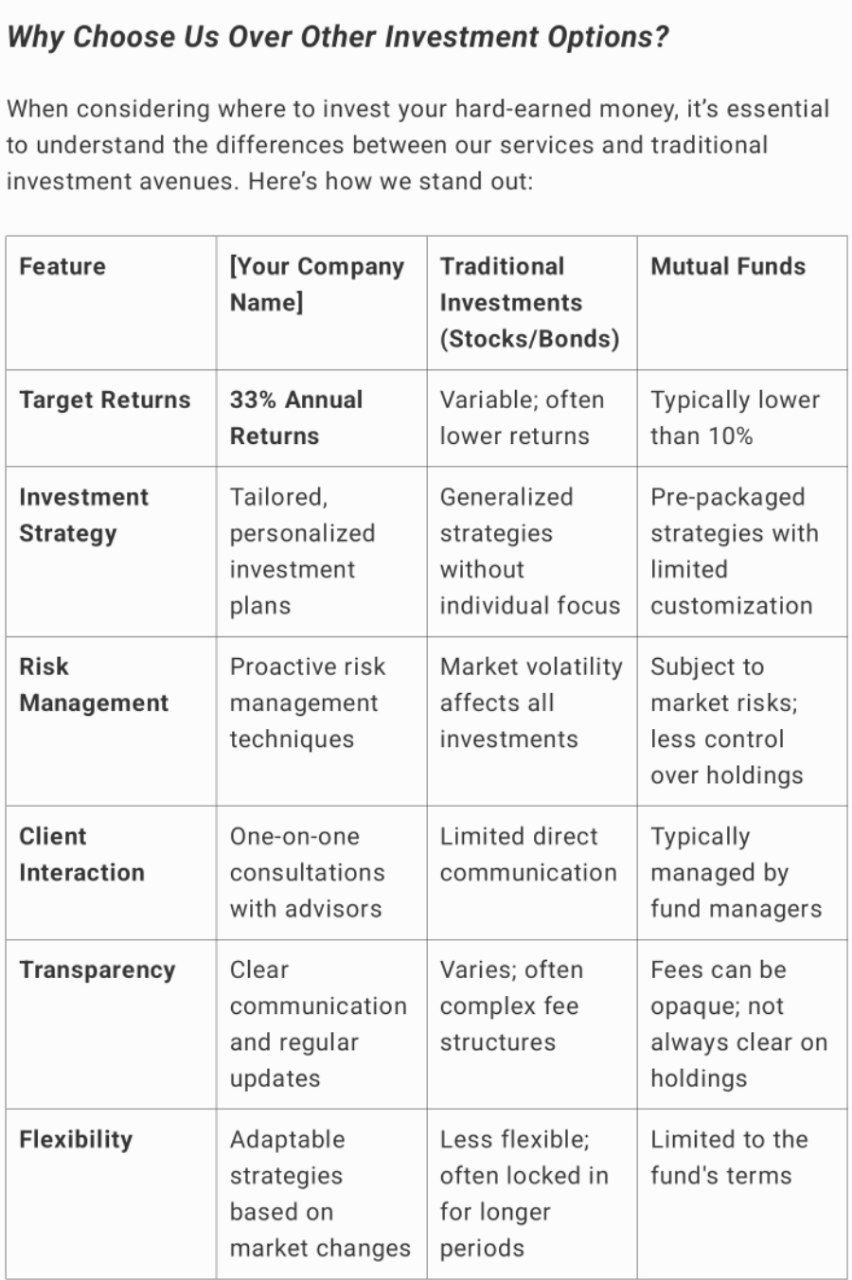 Why Choose Us Over Other Investment Options?
When considering where to invest your hard-earned money, it’s essential
to understand the differences between our services and traditional
investment avenues. Here’s how we stand out:
Feature
[Your Company
Name]
Traditional
Investments
(Stocks/Bonds)
Mutual Funds
Target Returns
33% Annual
Returns
Variable; often
lower returns
Typically lower
than 10%
Investment
Strategy
Tailored,
personalized
investment
plans
Generalized
strategies
without
individual focus
Pre-packaged
strategies with
limited
customization
Risk
Management
Proactive risk
management
techniques
Market volatility
affects all
investments
Subject to
market risks;
less control
over holdings
Client
Interaction
One-on-one
consultations
with advisors
Limited direct
communication
Typically
managed by
fund managers
Transparency
Clear
communication
and regular
updates
Varies; often
complex fee
structures
Fees can be
opaque; not
always clear on
holdings
Flexibility
Adaptable
strategies
based on
market changes
Less flexible;
often locked in
for longer
periods
Limited to the
fund's terms